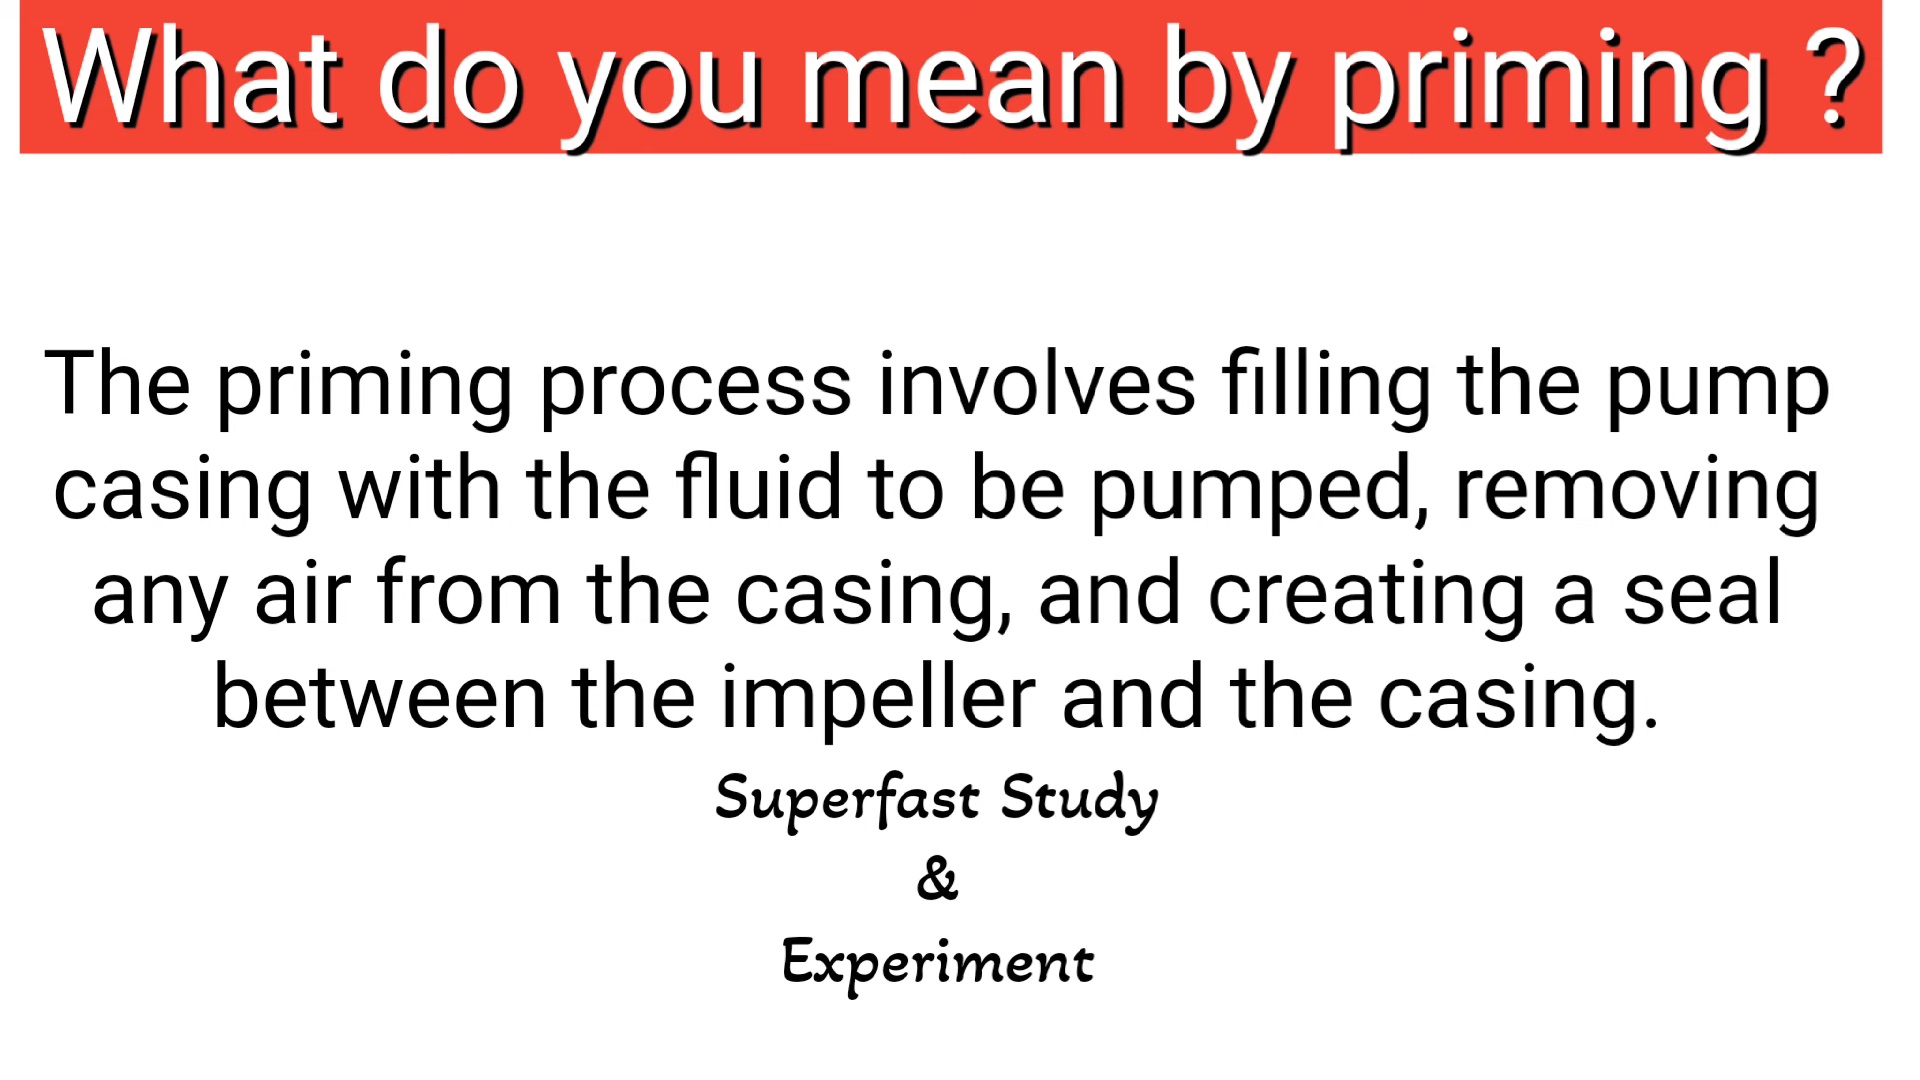 What do you mean by priming ?
The priming process involves filling the pump
casing with the fluid to be pumped, removing
any air from the casing, and creating a seal
between the impeller and the casing.
Superfast Study
&
Experiment